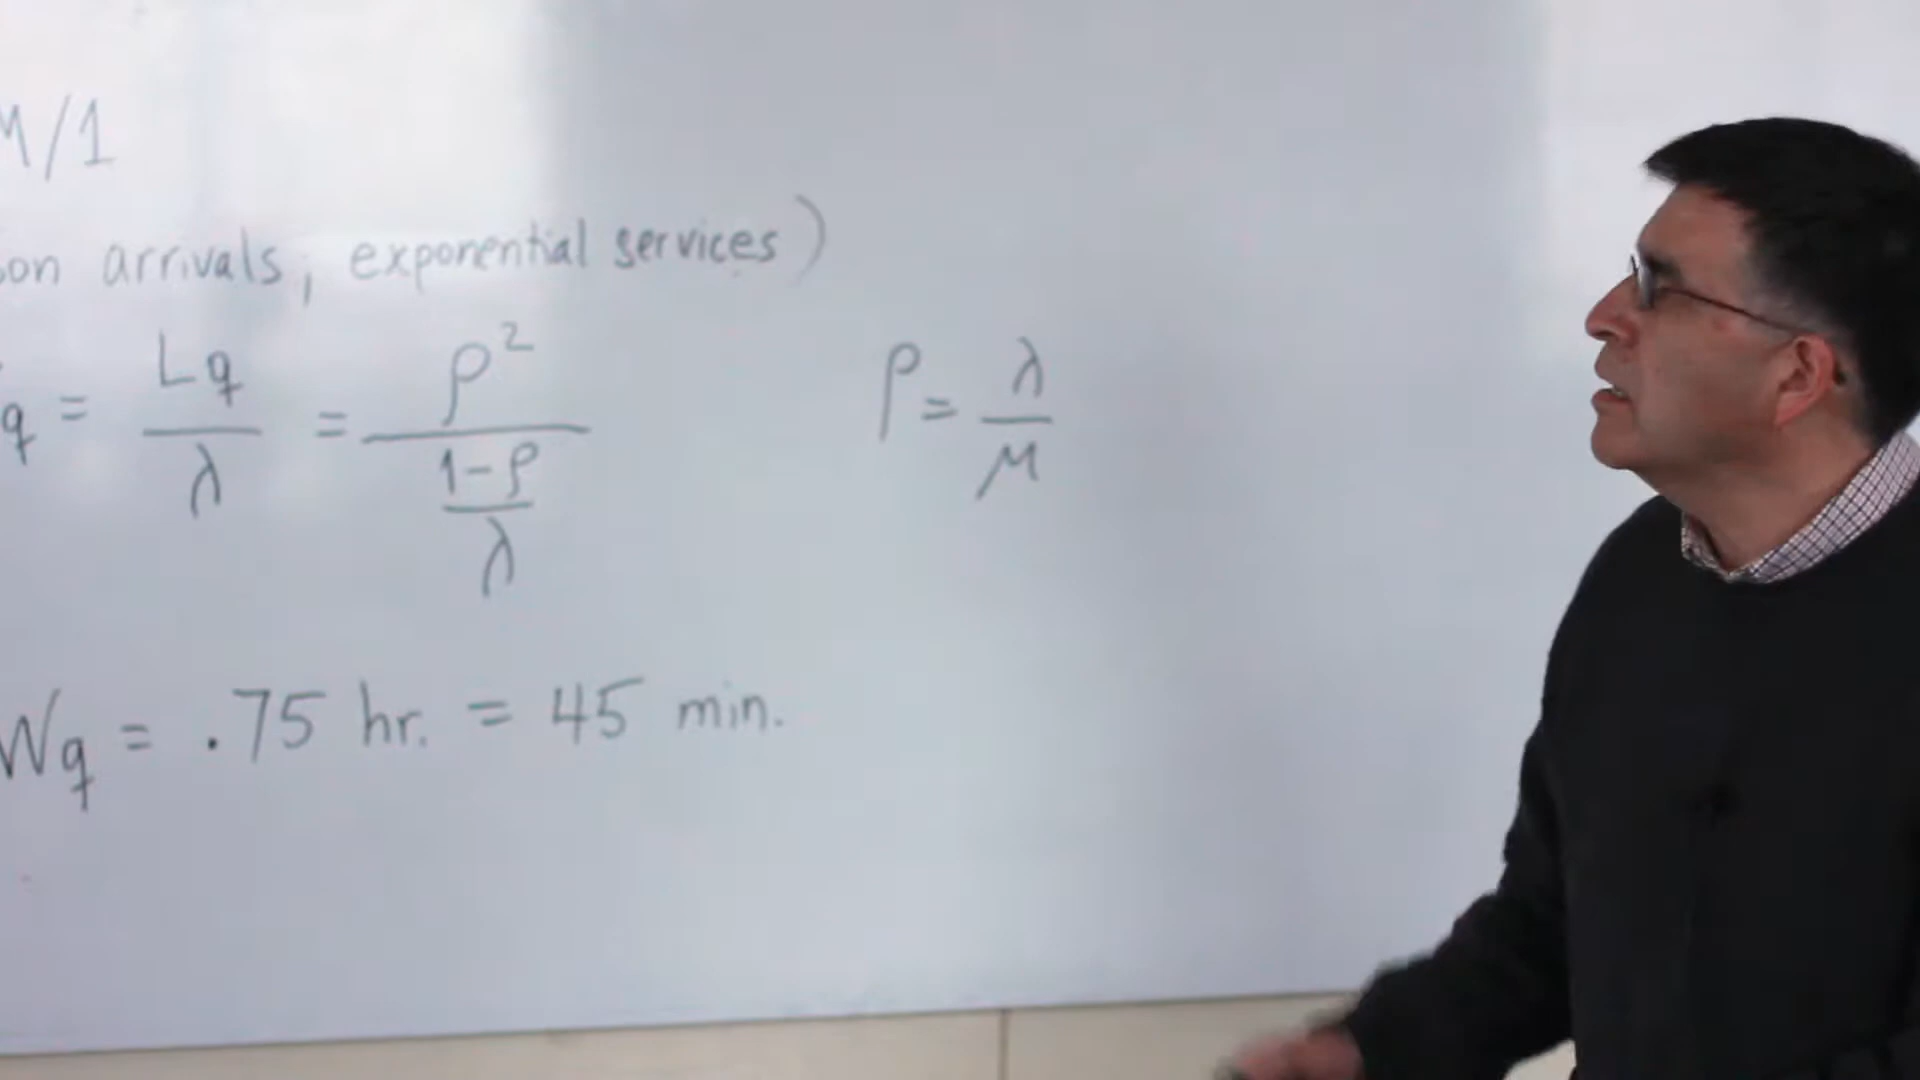 M/1
on arrivals, exponential services)
q = Lq/λ = ρ²/((1-ρ)/λ)
ρ = λ/μ
Wq = .75 hr. = 45 min.